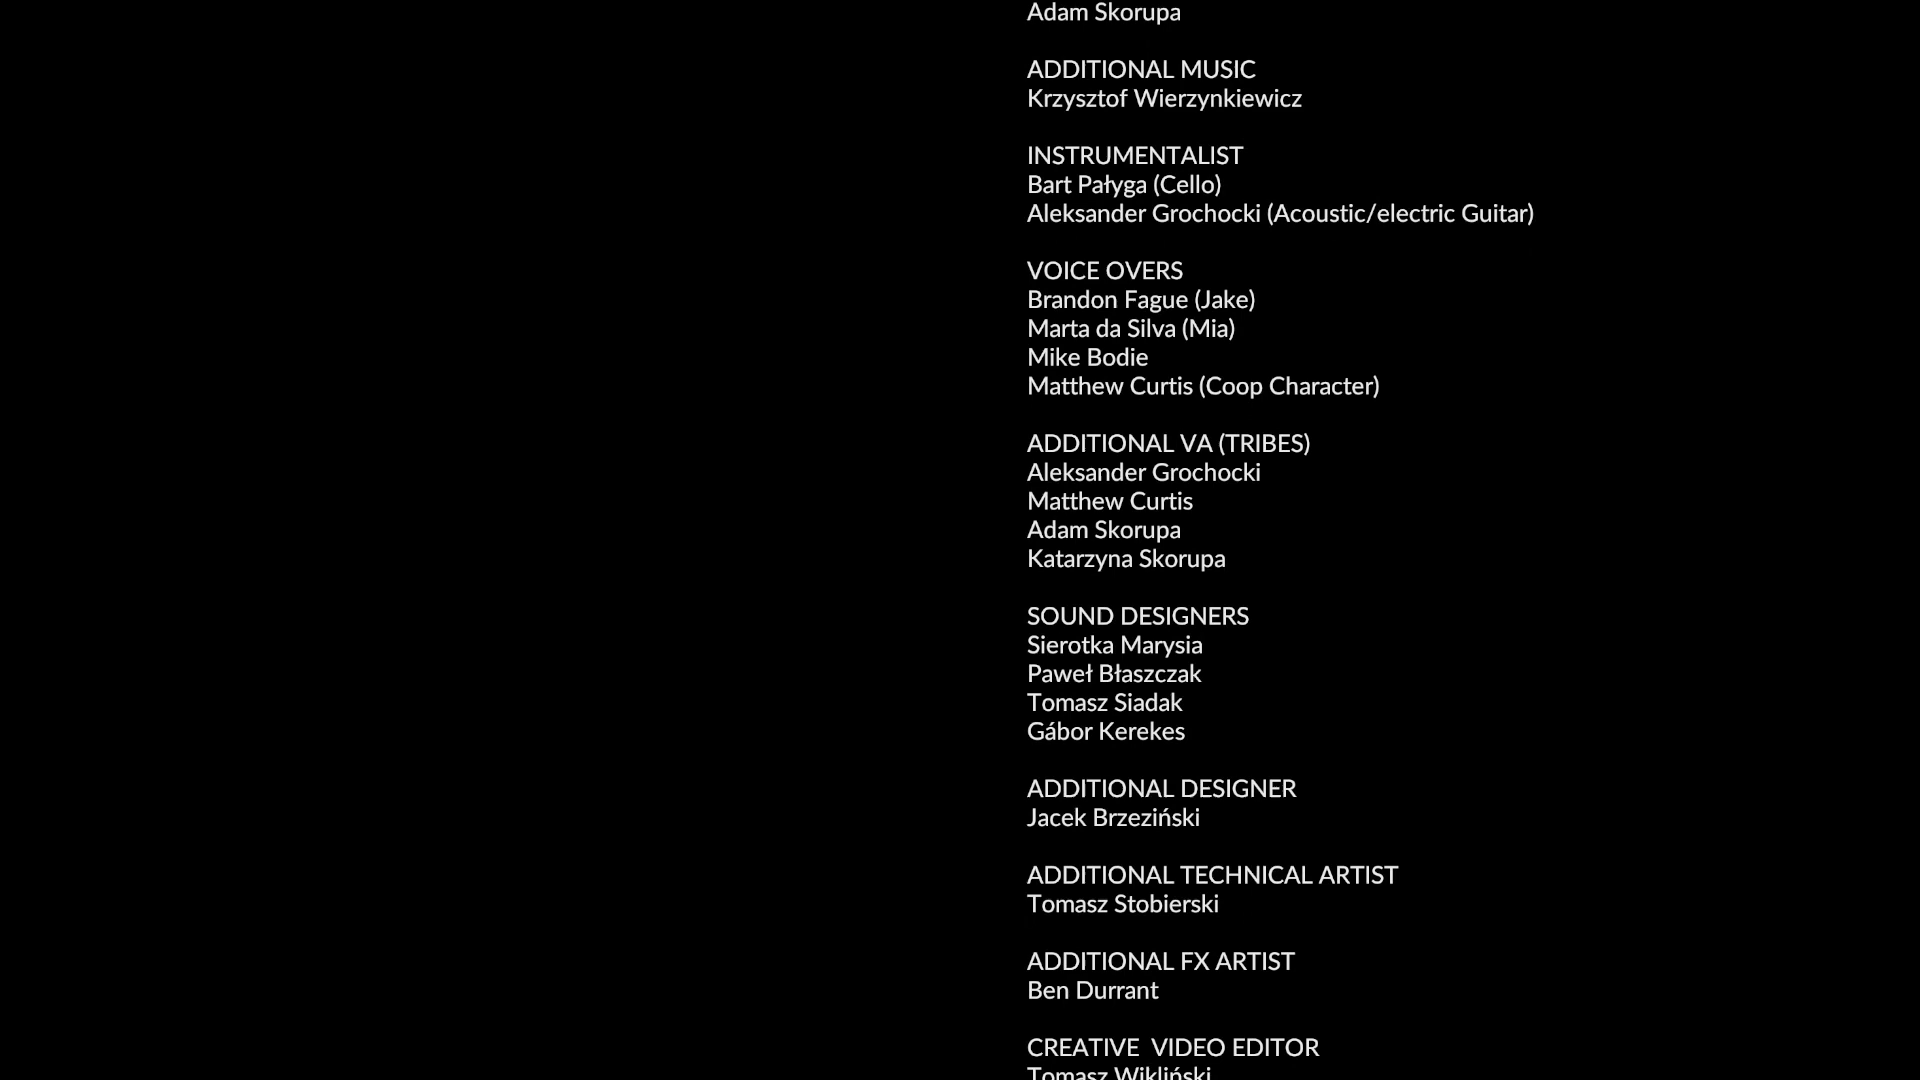 Adam Skorupa
ADDITIONAL MUSIC
Krzysztof Wierzynkiewicz
INSTRUMENTALIST
Bart Pałyga (Cello)
Aleksander Grochocki (Acoustic/electric Guitar)
VOICE OVERS
Brandon Fague (Jake)
Marta da Silva (Mia)
Mike Bodie
Matthew Curtis (Coop Character)
ADDITIONAL VA (TRIBES)
Aleksander Grochocki
Matthew Curtis
Adam Skorupa
Katarzyna Skorupa
SOUND DESIGNERS
Sierotka Marysia
Paweł Błaszczak
Tomasz Siadak
Gábor Kerekes
ADDITIONAL DESIGNER
Jacek Brzeziński
ADDITIONAL TECHNICAL ARTIST
Tomasz Stobierski
ADDITIONAL FX ARTIST
Ben Durrant
CREATIVE  VIDEO EDITOR
Tomasz Wikliński